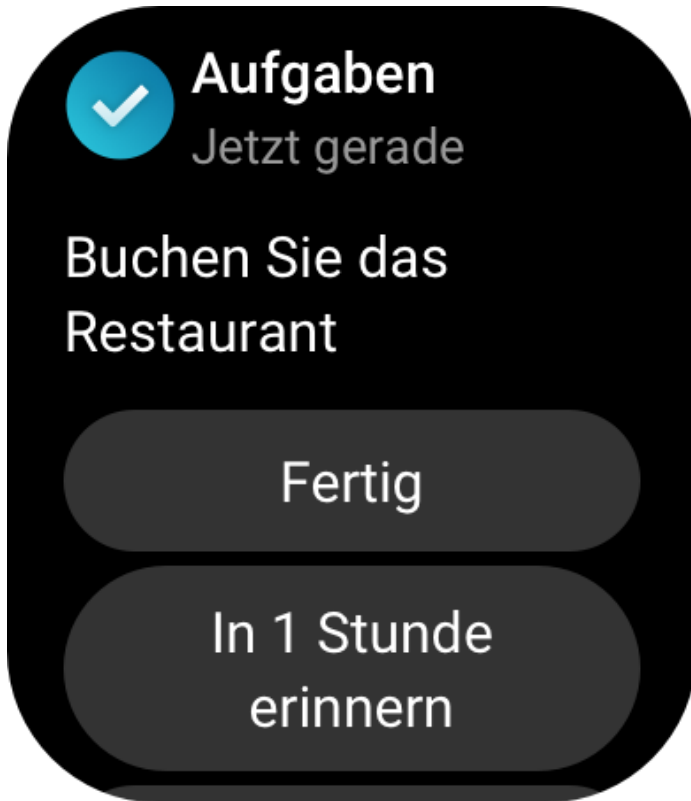 Aufgaben
Jetzt gerade
Buchen Sie das
Restaurant
Fertig
In 1 Stunde
erinnern